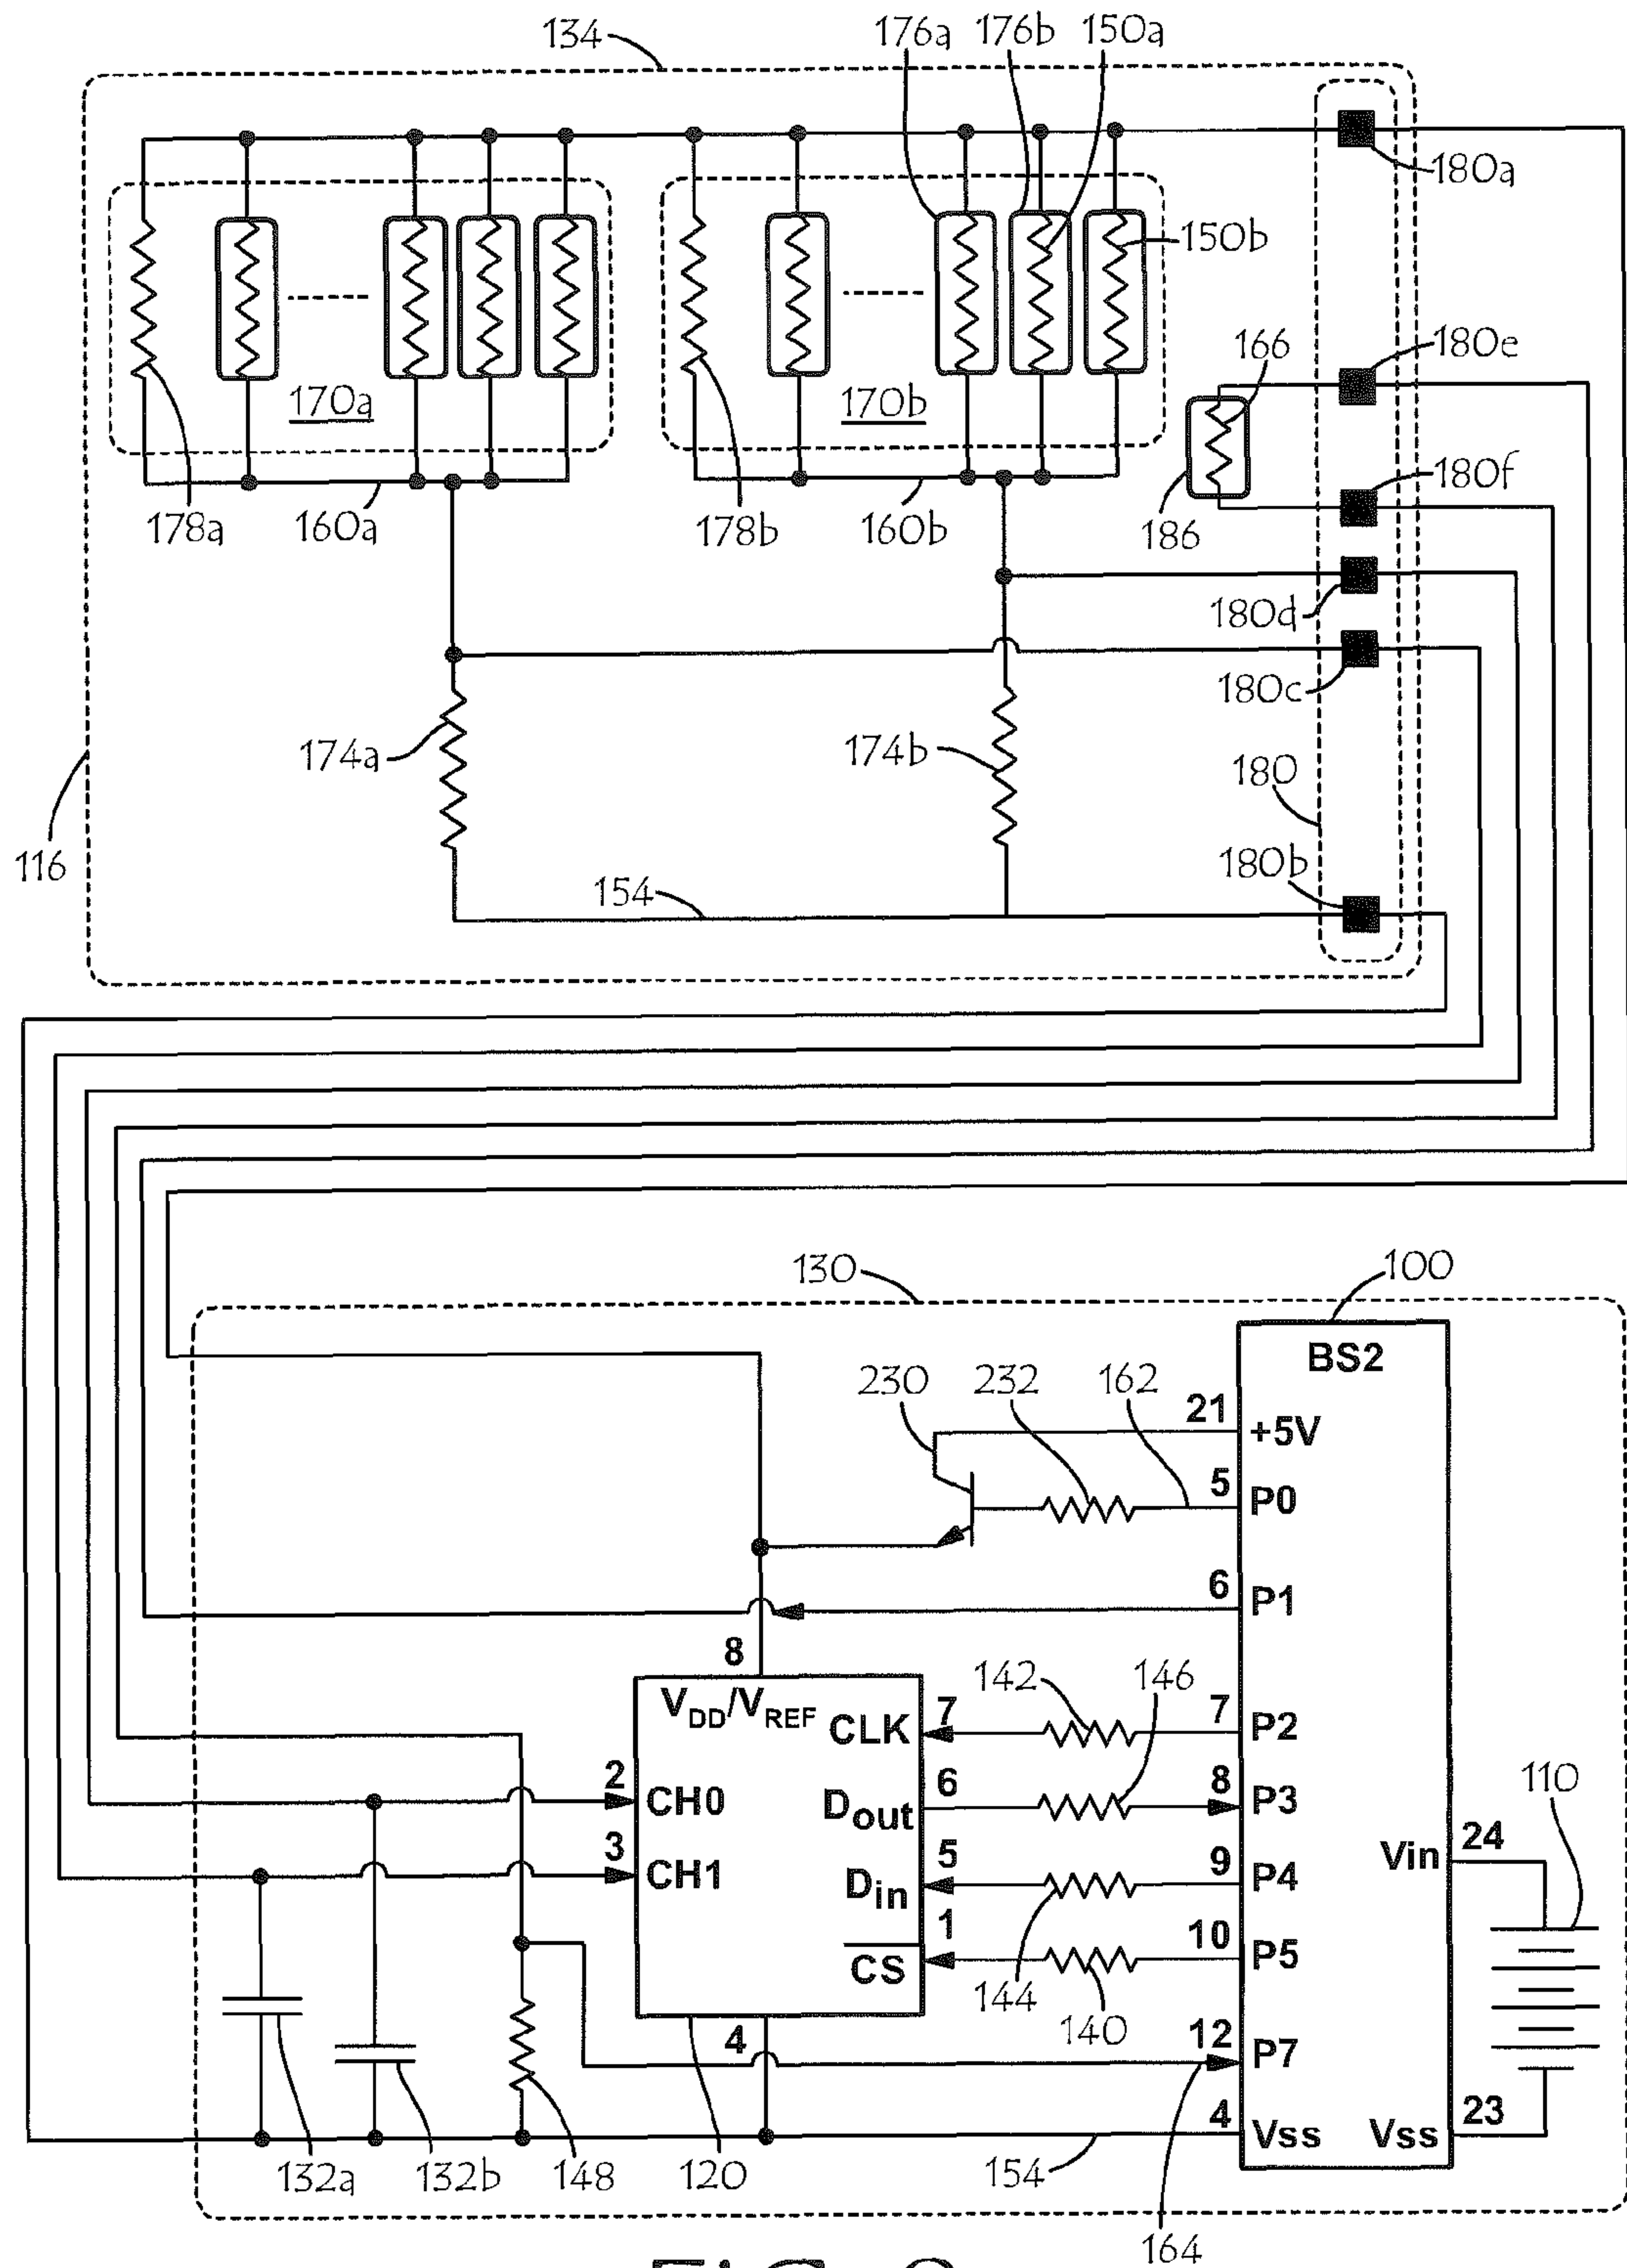 134
176a 176b 150a
180a
150b
180e
166
170a
170b
180f
178a
160a
178b
160b
186
180d
180c
174a
174b
180
116
180b
154
130
100
BS2
230
232
162
21
+5V
5
P0
6
P1
8
VDD/VREF
142
146
CLK
7
7
P2
110
2
CH0
6
8
P3
Dout
24
Vin
3
CH1
5
9
P4
Din
1
10
P5
CS
144
140
4
12
P7
4
Vss
Vss
23
132a
132b
148
120
154
164